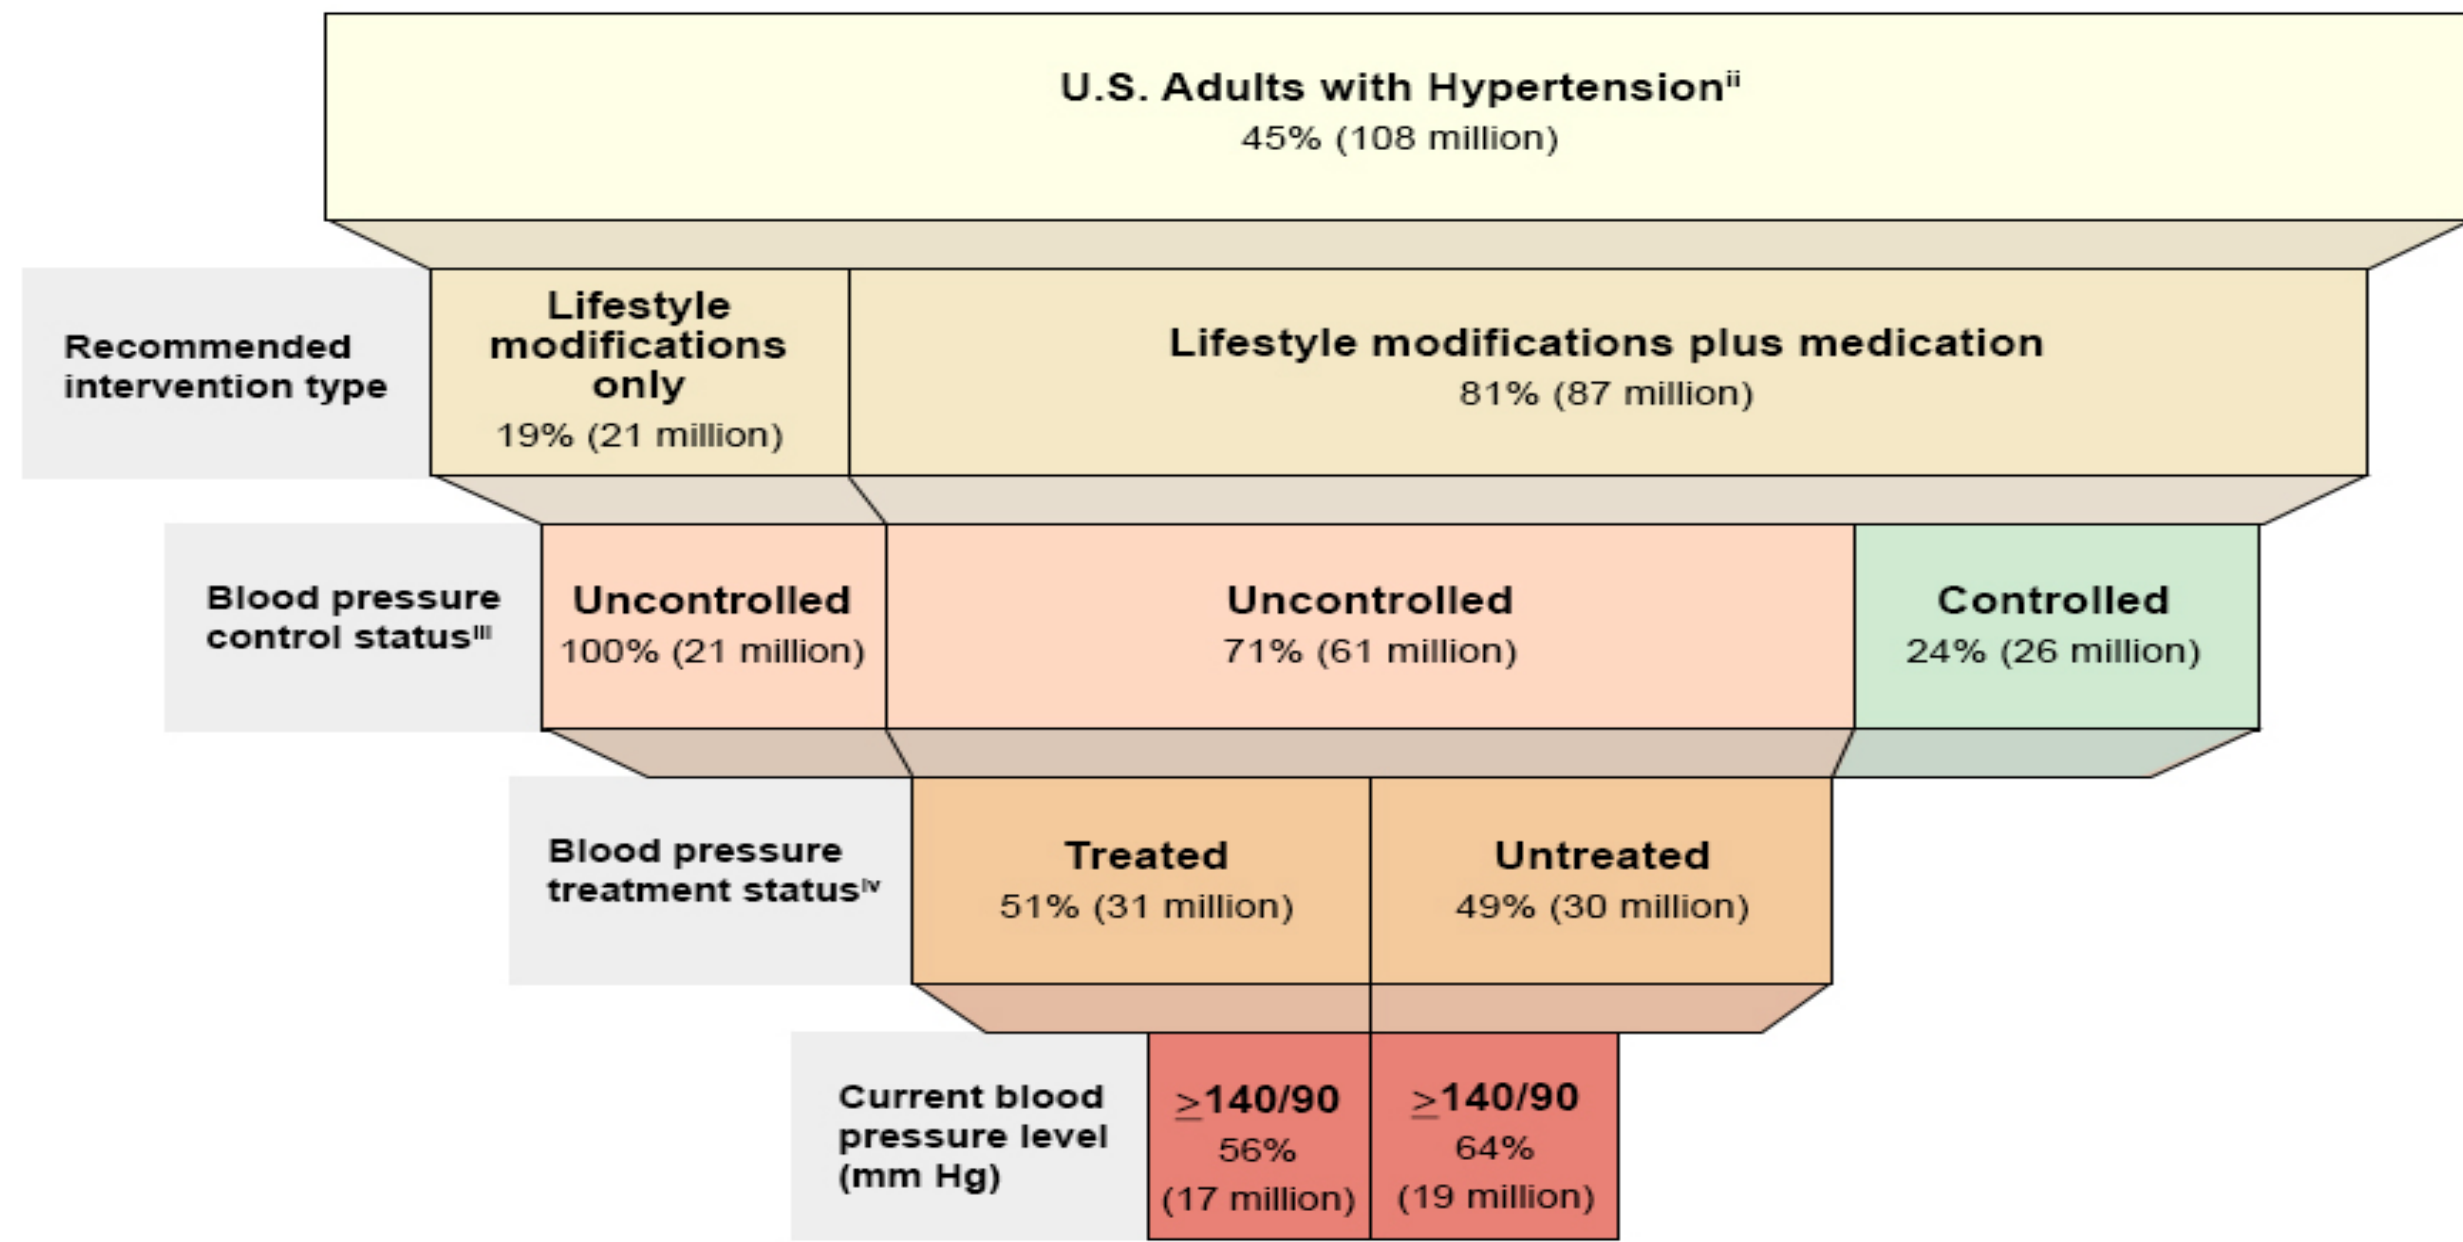 U.S. Adults with Hypertensionⁱⁱ
45% (108 million)
Recommended
intervention type
Lifestyle
modifications
only
19% (21 million)
Lifestyle modifications plus medication
81% (87 million)
Blood pressure
control statusⁱⁱⁱ
Uncontrolled
100% (21 million)
Uncontrolled
71% (61 million)
Controlled
24% (26 million)
Blood pressure
treatment statusⁱᵛ
Treated
51% (31 million)
Untreated
49% (30 million)
Current blood
pressure level
(mm Hg)
≥140/90
56%
(17 million)
≥140/90
64%
(19 million)